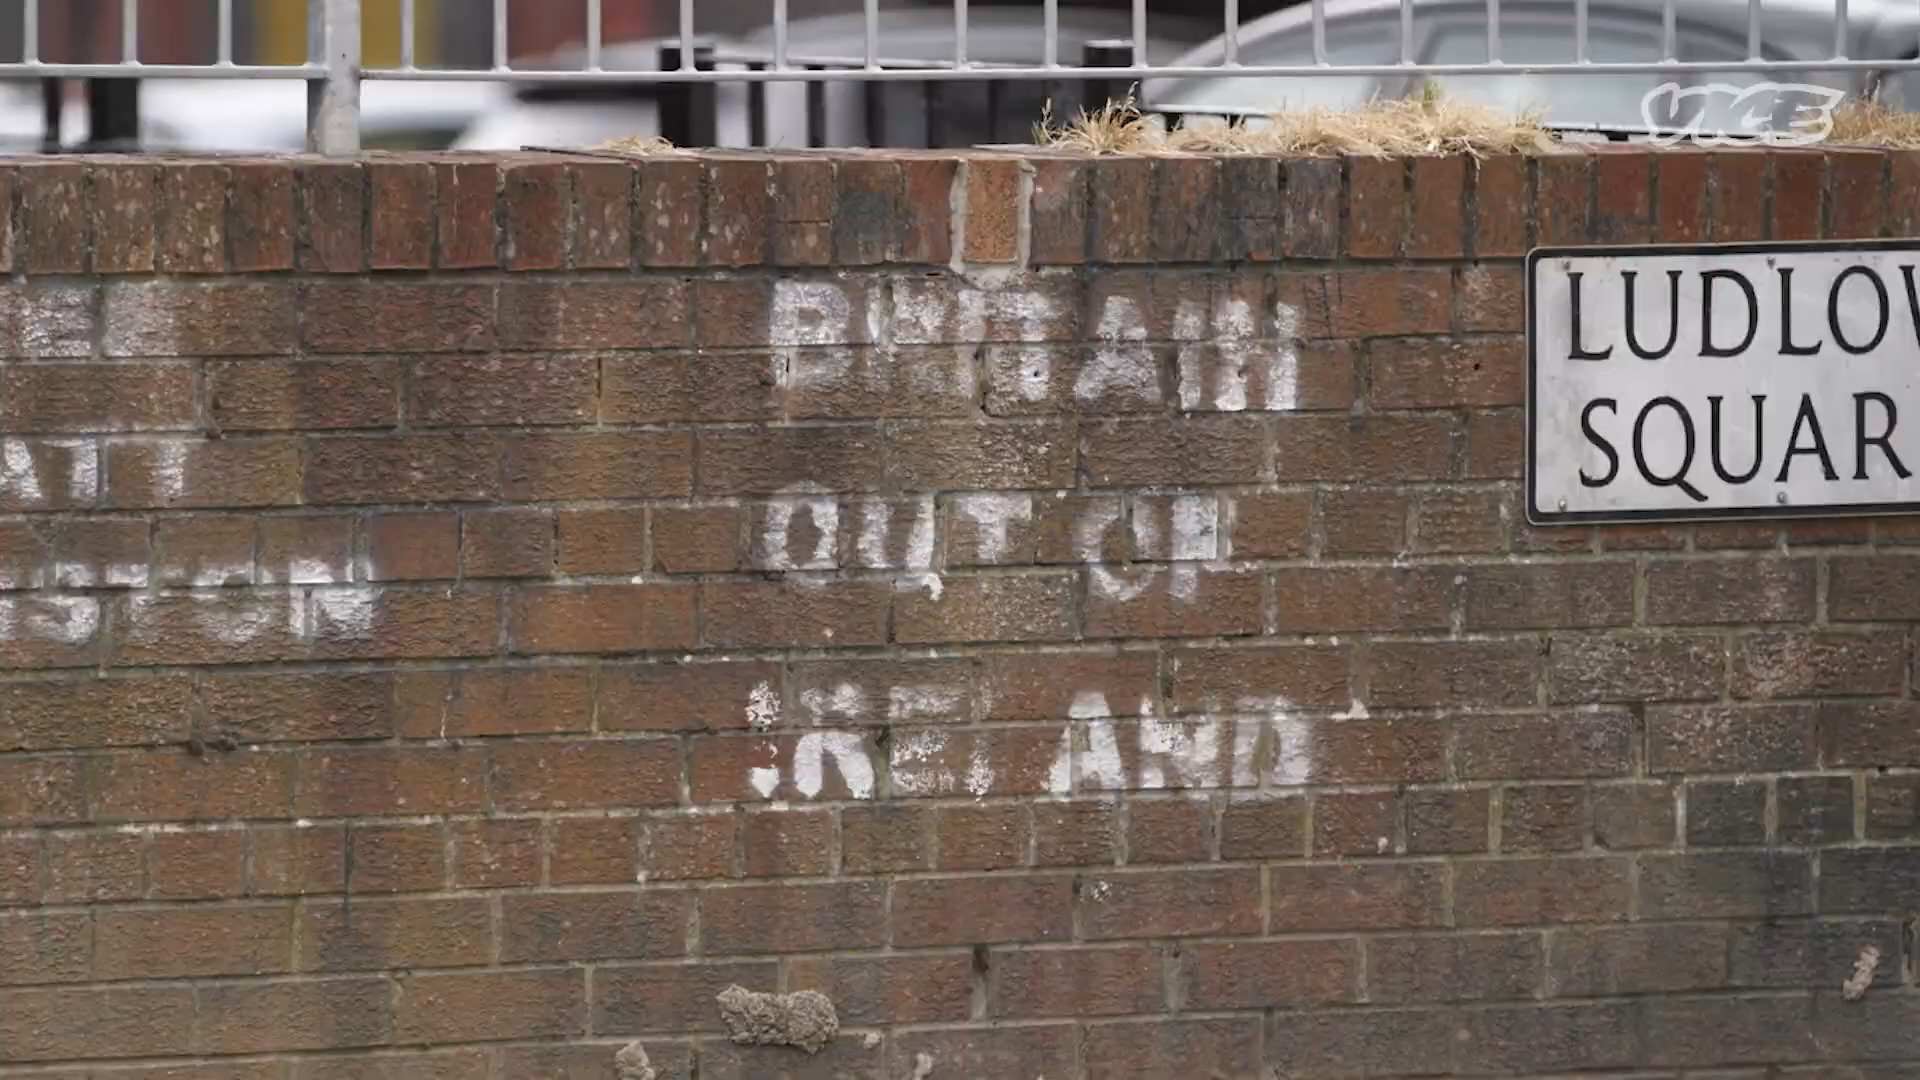 VICE
BRITAIN
OUT OF
IRELAND
LUDLOW
SQUAR